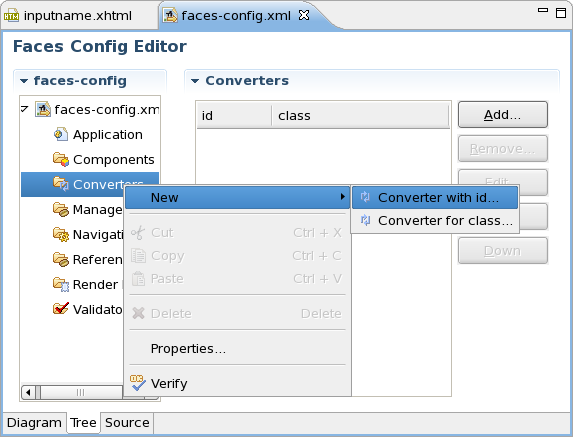 inputname.xhtml
faces-config.xml
Faces Config Editor
faces-config
Converters
faces-config.xm
id
class
Add...
Application
Remove...
Components
Edit
Converters
New
Converter with id...
Manage
Converter for class...
Cut
Ctrl + X
Navigati
Down
Copy
Ctrl + C
Referen
Paste
Ctrl + V
Render
Delete
Delete
Validato
Properties...
Verify
Diagram
Tree
Source